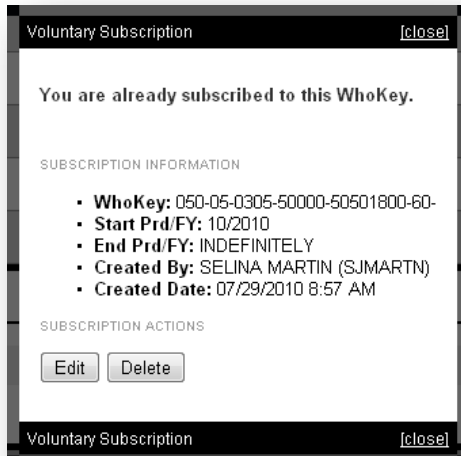 Voluntary Subscription [close]
You are already subscribed to this WhoKey.
SUBSCRIPTION INFORMATION
• WhoKey: 050-05-0305-50000-50501800-60-
• Start Prd/FY: 10/2010
• End Prd/FY: INDEFINITELY
• Created By: SELINA MARTIN (SJMARTN)
• Created Date: 07/29/2010 8:57 AM
SUBSCRIPTION ACTIONS
Edit Delete
Voluntary Subscription [close]